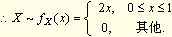 ∴ X ~ f_X(x) = { 2x, 0 ≤ x ≤ 1
0, 其他.